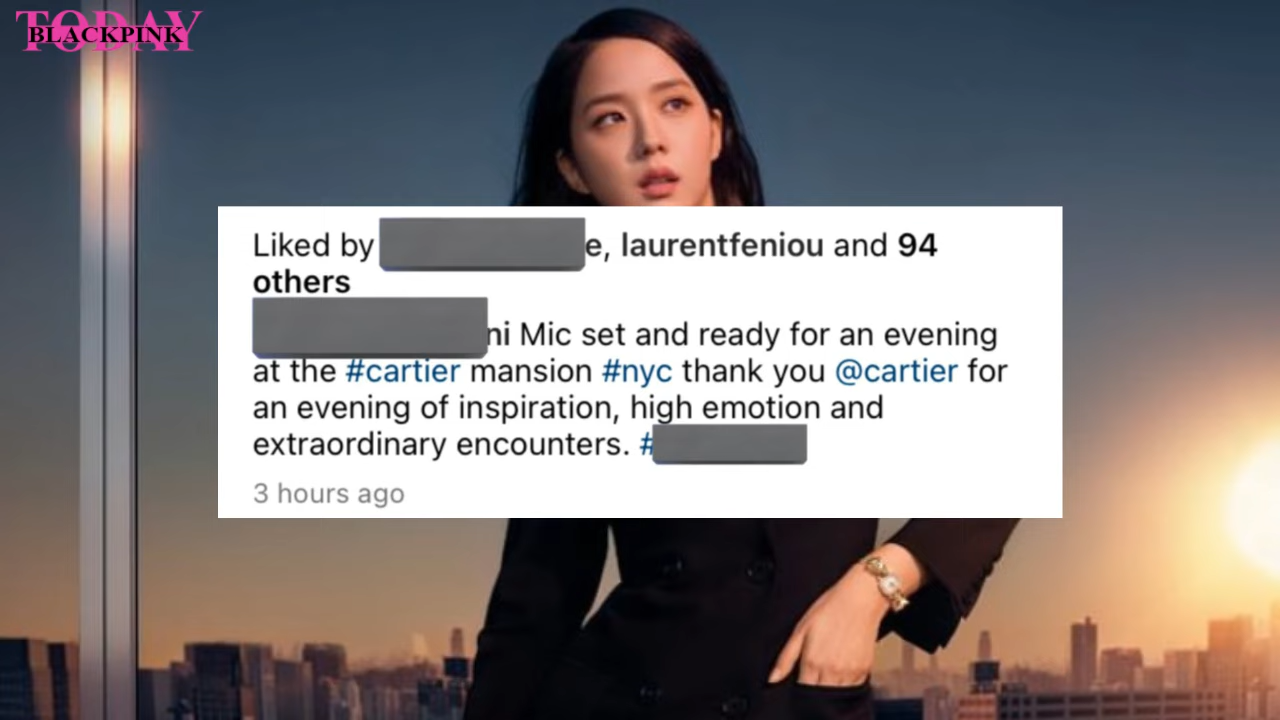 TODAY
BLACKPINK
Liked by e, laurentfeniou and 94
others
ni Mic set and ready for an evening
at the #cartier mansion #nyc thank you @cartier for
an evening of inspiration, high emotion and
extraordinary encounters. #
3 hours ago